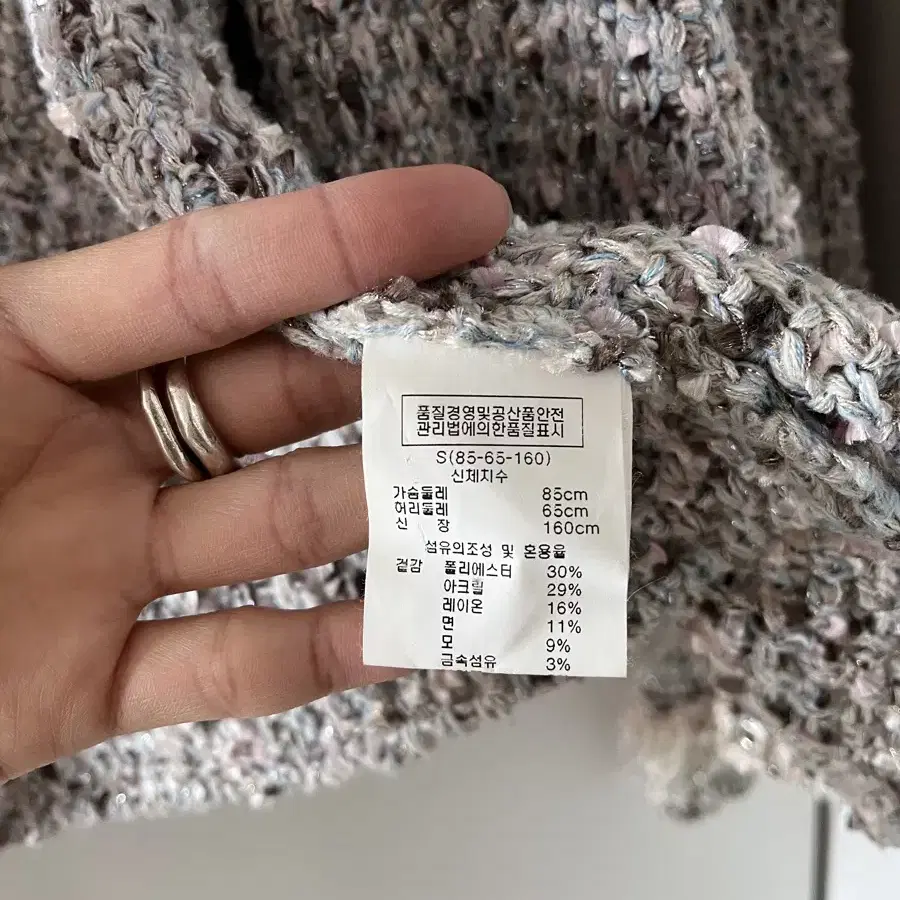 품질경영및공산품안전
관리법에의한품질표시
S(85-65-160)
신체치수
가슴둘레 85cm
허리둘레 65cm
신 장 160cm
섬유의조성 및 혼용율
겉감 폴리에스터 30%
아크릴 29%
레이온 16%
면 11%
모 9%
금속섬유 3%